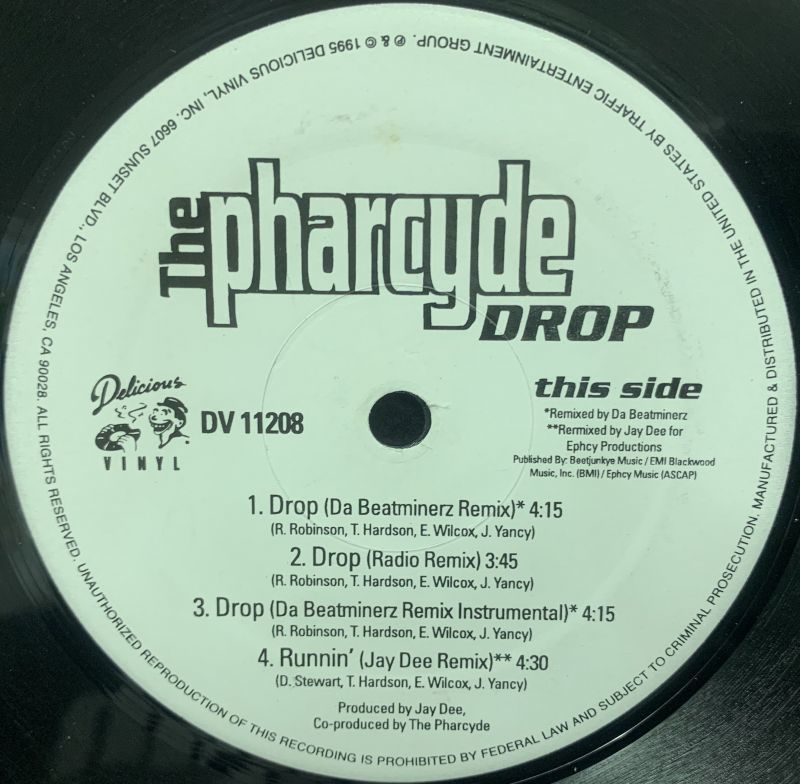 The pharcyde
DROP
Delicious
VINYL
DV 11208
this side
*Remixed by Da Beatminerz
**Rermixed by Jay Dee for
Ephcy Productions
Published By: Beetjunkye Music / EMI Blackwood
Music, Inc. (BMI) / Ephcy Music (ASCAP)
1. Drop (Da Beatminerz Remix)* 4:15
(R. Robinson, T. Hardson, E. Wilcox, J. Yancy)
2. Drop (Radio Remix) 3:45
(R. Robinson, T. Hardson, E. Wilcox, J. Yancy)
3. Drop (Da Beatminerz Remix Instrumental)* 4:15
(R. Robinson, T. Hardson, E. Wilcox, J. Yancy)
4. Runnin' (Jay Dee Remix)** 4:30
(D. Stewart, T. Hardson, E. Wilcox, J. Yancy)
Produced by Jay Dee,
Co-produced by The Pharcyde
℗ & © 1995 DELICIOUS VINYL, INC. 6607 SUNSET BLVD., LOS ANGELES, CA 90028. ALL RIGHTS RESERVED. UNAUTHORIZED REPRODUCTION OF THIS RECORDING IS PROHIBITED BY FEDERAL LAW AND SUBJECT TO CRIMINAL PROSECUTION. MANUFACTURED & DISTRIBUTED IN THE UNITED STATES BY TRAFFIC ENTERTAINMENT GROUP.